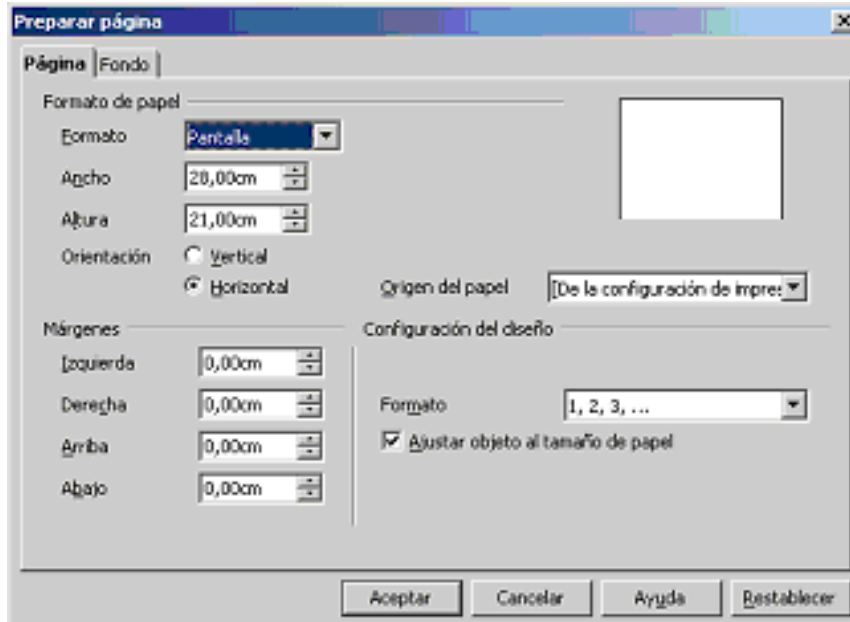 Preparar página
Página Fondo
Formato de papel
Formato Pantalla
Ancho 28,00cm
Altura 21,00cm
Orientación Vertical
Horizontal
Origen del papel [De la configuración de impres
Márgenes
Configuración del diseño
Izquierda 0,00cm
Derecha 0,00cm
Formato 1, 2, 3, ...
Arriba 0,00cm
Ajustar objeto al tamaño de papel
Abajo 0,00cm
Aceptar Cancelar Ayuda Restablecer